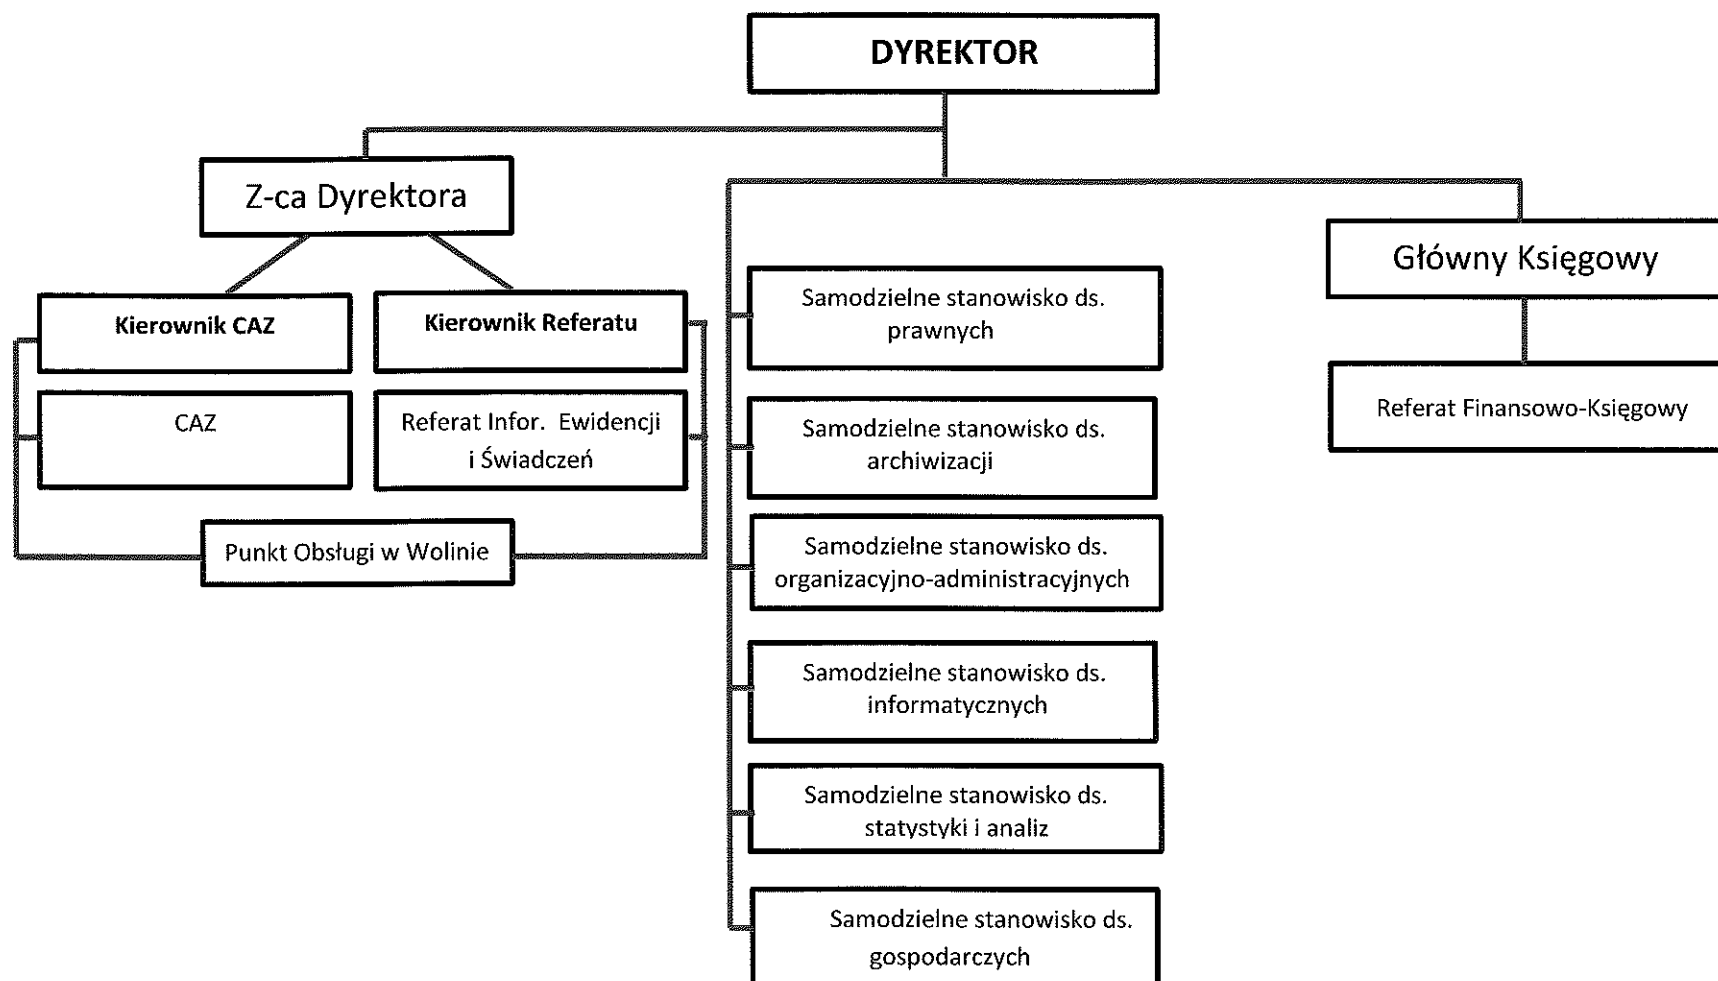 DYREKTOR
Z-ca Dyrektora
Kierownik CAZ
Kierownik Referatu
CAZ
Referat Infor. Ewidencji
i Świadczeń
Punkt Obsługi w Wolinie
Samodzielne stanowisko ds.
prawnych
Samodzielne stanowisko ds.
archiwizacji
Samodzielne stanowisko ds.
organizacyjno-administracyjnych
Samodzielne stanowisko ds.
informatycznych
Samodzielne stanowisko ds.
statystyki i analiz
Samodzielne stanowisko ds.
gospodarczych
Główny Księgowy
Referat Finansowo-Księgowy